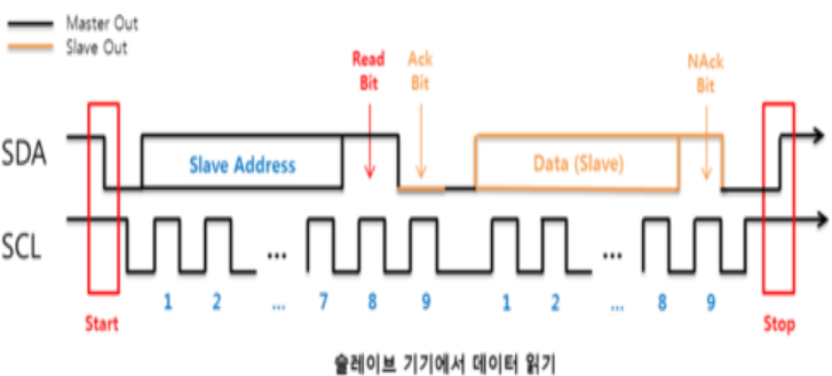 Master Out
Slave Out
Read
Bit
Ack
Bit
NAck
Bit
SDA
Slave Address
Data (Slave)
SCL
...
...
1 2 ... 7 8 9 1 2 ... 8 9
Start
Stop
슬레이브 기기에서 데이터 읽기